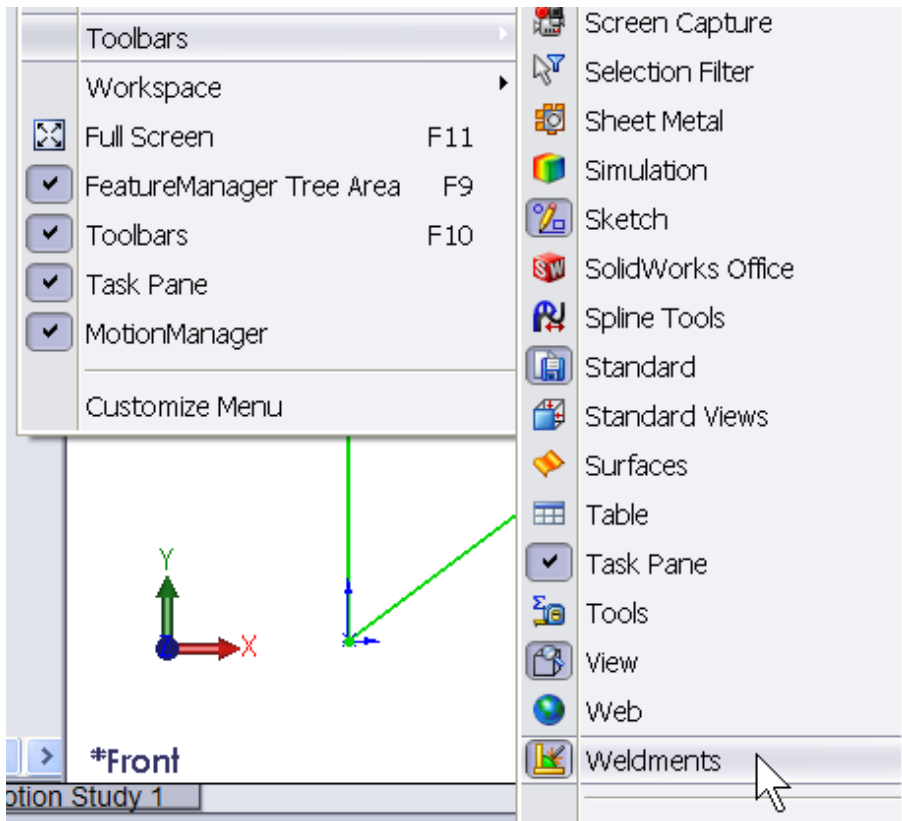 Toolbars
Workspace
Full Screen F11
FeatureManager Tree Area F9
Toolbars F10
Task Pane
MotionManager
Customize Menu
Screen Capture
Selection Filter
Sheet Metal
Simulation
Sketch
SW SolidWorks Office
Spline Tools
Standard
Standard Views
Surfaces
Table
Task Pane
Σ Tools
View
Web
Weldments
Y
Z
X
*Front
otion Study 1